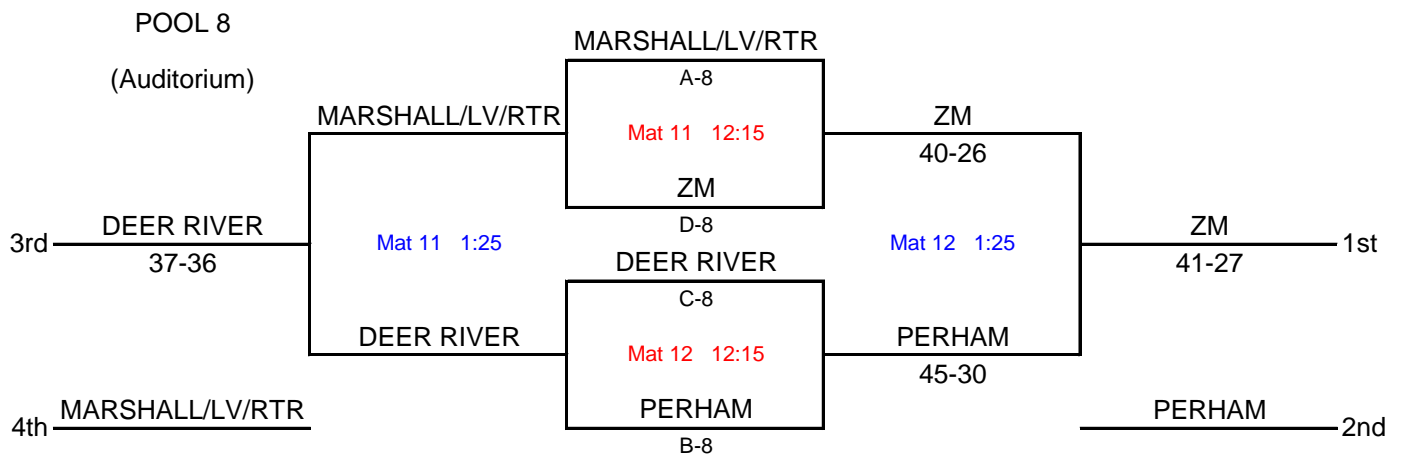 POOL 8
(Auditorium)
MARSHALL/LV/RTR
A-8
MARSHALL/LV/RTR
Mat 11 12:15
ZM
40-26
ZM
D-8
3rd
DEER RIVER
37-36
Mat 11 1:25
Mat 12 1:25
ZM
41-27
1st
DEER RIVER
C-8
DEER RIVER
Mat 12 12:15
PERHAM
45-30
4th
MARSHALL/LV/RTR
PERHAM
B-8
PERHAM
2nd